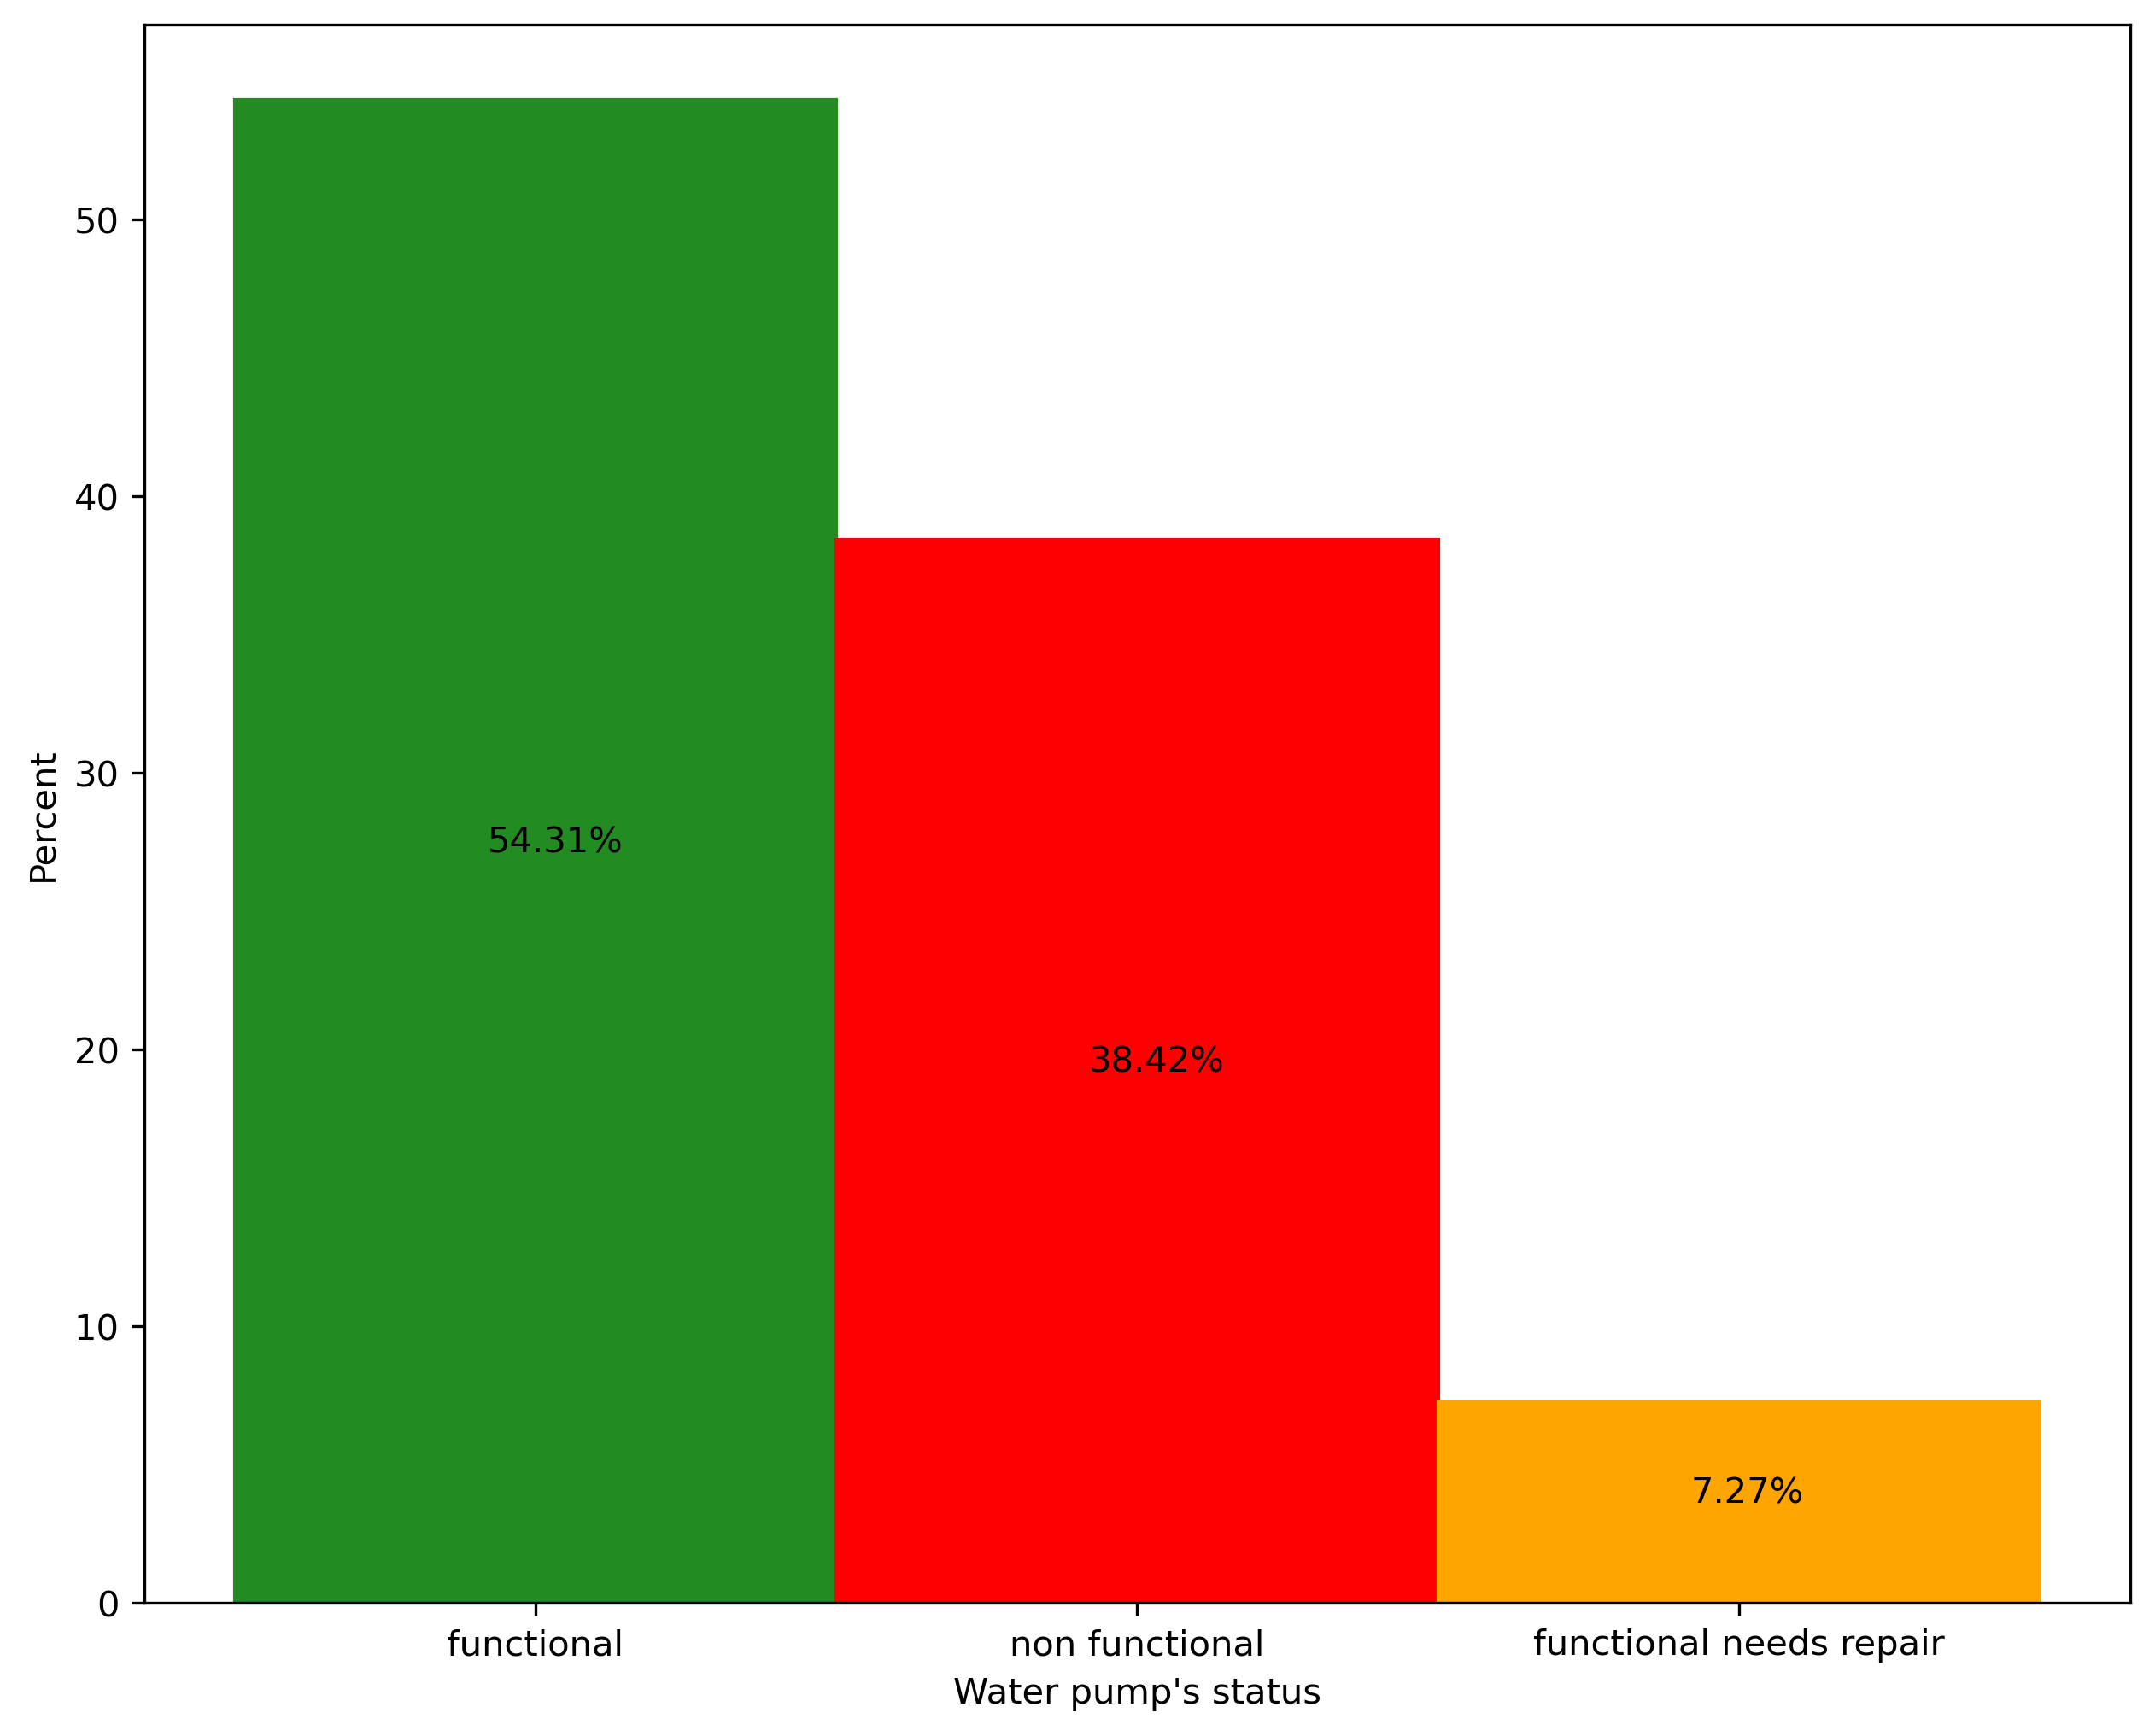 50
40
30
20
10
0
Percent
54.31%
38.42%
7.27%
functional
non functional
functional needs repair
Water pump's status